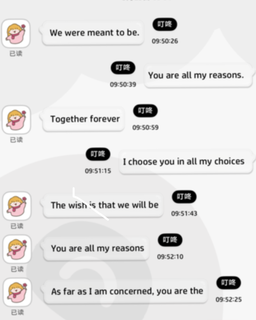 We were meant to be.
叮咚
09:50:26
已读
叮咚
09:50:39
You are all my reasons.
Together forever
叮咚
09:50:59
已读
叮咚
09:51:15
I choose you in all my choices
The wish is that we will be
叮咚
09:51:43
已读
You are all my reasons
叮咚
09:52:10
已读
As far as I am concerned, you are the
叮咚
09:52:25
已读